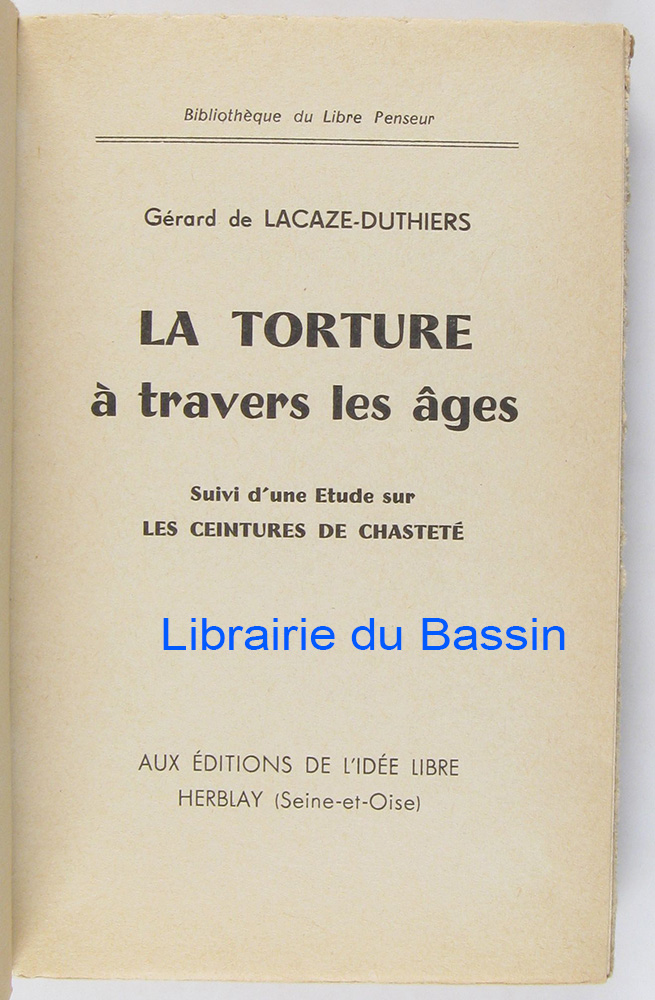 Bibliothèque du Libre Penseur
Gérard de LACAZE-DUTHIERS
LA TORTURE
à travers les âges
Suivi d'une Etude sur
LES CEINTURES DE CHASTETÉ
Librairie du Bassin
AUX ÉDITIONS DE L'IDÉE LIBRE
HERBLAY (Seine-et-Oise)